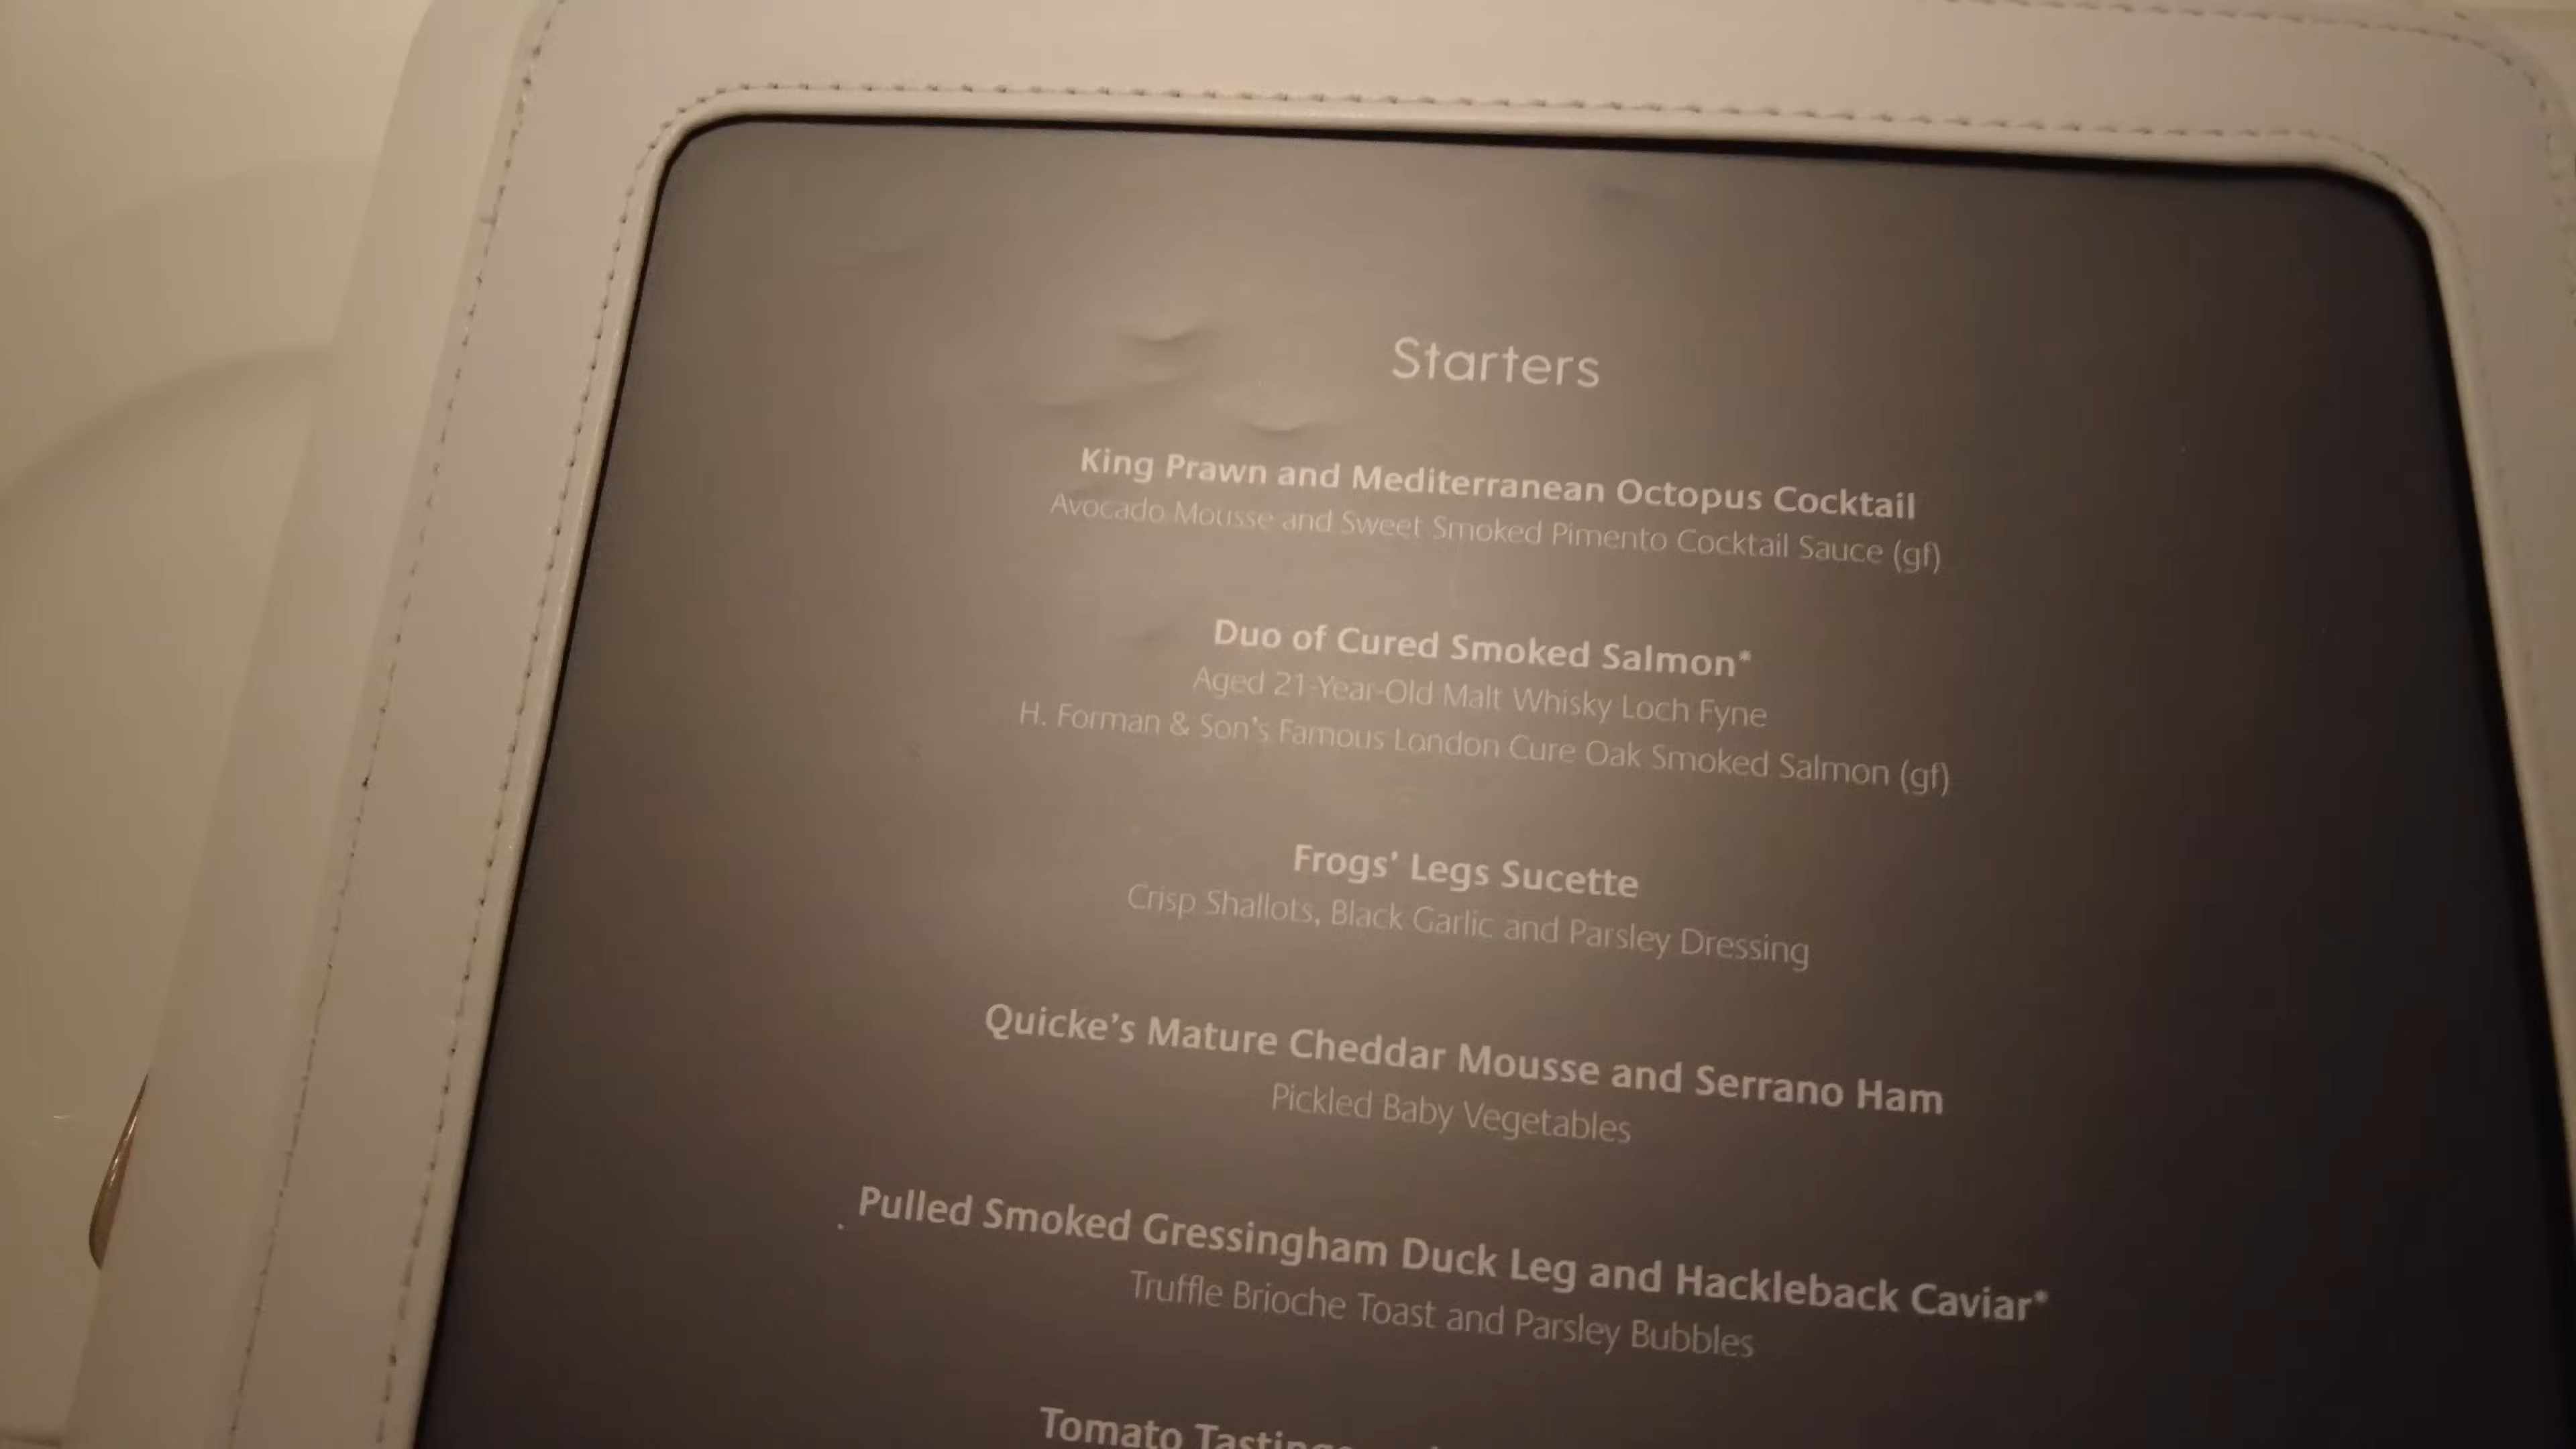 Starters
King Prawn and Mediterranean Octopus Cocktail
Avocado Mousse and Sweet Smoked Pimento Cocktail Sauce (gf)
Duo of Cured Smoked Salmon*
Aged 21-Year-Old Malt Whisky Loch Fyne
H. Forman & Son's Famous London Cure Oak Smoked Salmon (gf)
Frogs' Legs Sucette
Crisp Shallots, Black Garlic and Parsley Dressing
Quicke's Mature Cheddar Mousse and Serrano Ham
Pickled Baby Vegetables
Pulled Smoked Gressingham Duck Leg and Hackleback Caviar*
Truffle Brioche Toast and Parsley Bubbles
Tomato